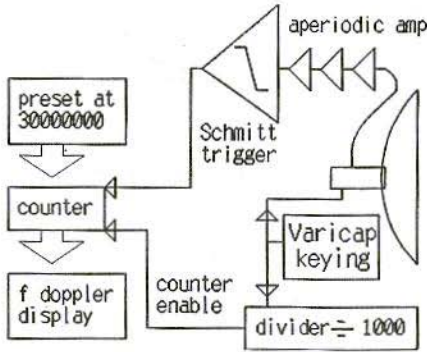 aperiodic amp
preset at
30000000
Schmitt
trigger
counter
Varicap
keying
counter
enable
f doppler
display
divider ÷ 1000